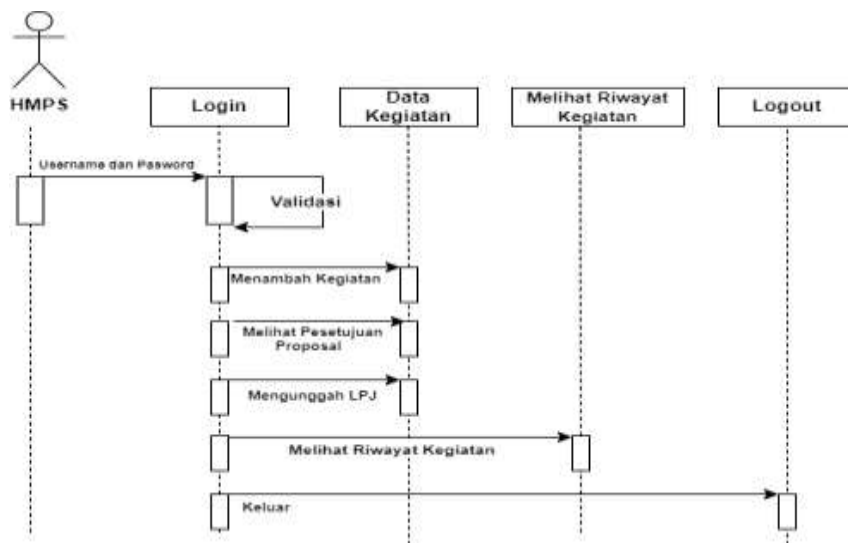 HMPS
Login
Data
Kegiatan
Melihat Riwayat
Kegiatan
Logout
Username dan Pasword
Validasi
Menambah Kegiatan
Melihat Pesetujuan
Proposal
Mengunggah LPJ
Melihat Riwayat Kegiatan
Keluar